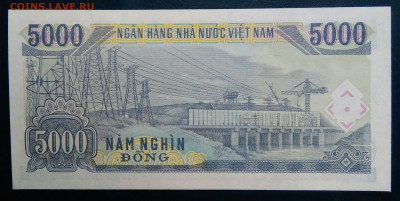 COINS.LAVE.RU
5000
NGÂN HÀNG NHÀ NƯỚC VIỆT NAM
5000
5000
NĂM NGHÌN
ĐỒNG